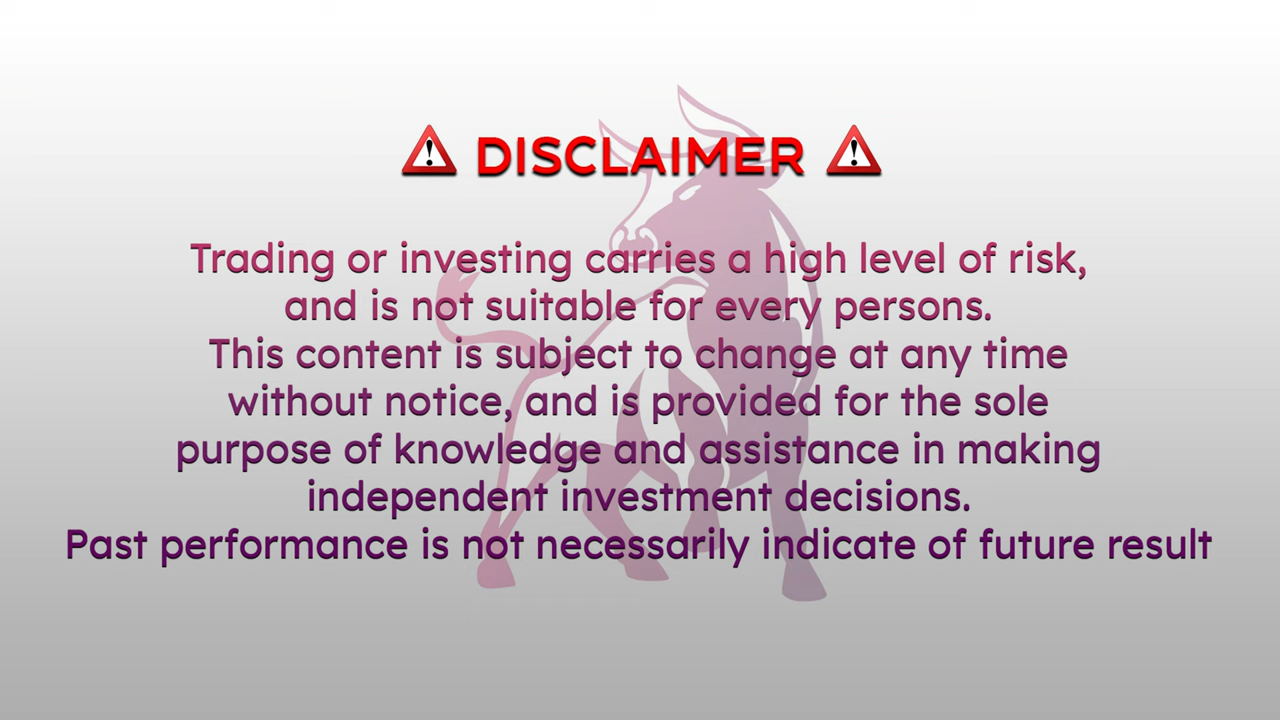 DISCLAIMER
Trading or investing carries a high level of risk,
and is not suitable for every persons.
This content is subject to change at any time
without notice, and is provided for the sole
purpose of knowledge and assistance in making
independent investment decisions.
Past performance is not necessarily indicate of future result